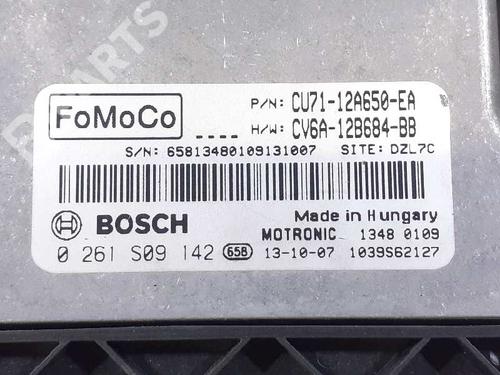 FoMoCo
P/N: CU71-12A650-EA
H/W: CV6A-12B684-BB
S/N: 65813480109131007 SITE: DZL7C
BOSCH
Made in Hungary
MOTRONIC 1348 0109
0 261 S09 142 658 13-10-07 1039S62127
B PARTS